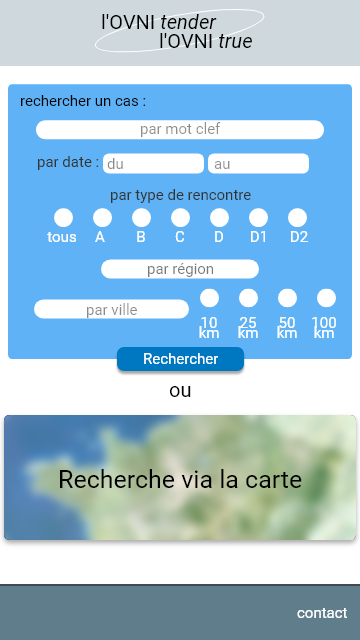 l'OVNI tender
l'OVNI true
rechercher un cas :
par mot clef
par date : du au
par type de rencontre
tous A B C D D1 D2
par région
par ville
10 km 25 km 50 km 100 km
Rechercher
ou
Recherche via la carte
contact